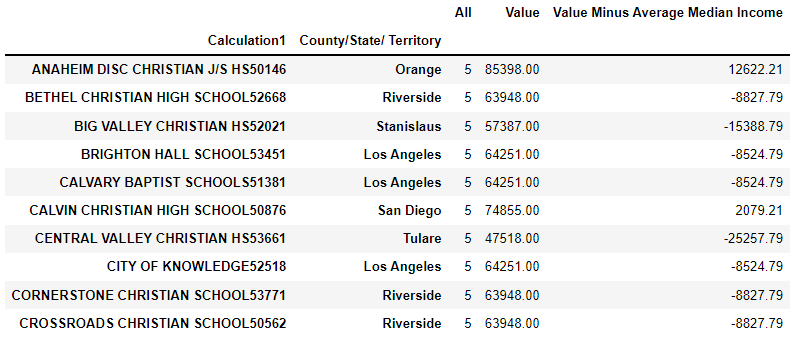 All Value Value Minus Average Median Income
Calculation1 County/State/ Territory
ANAHEIM DISC CHRISTIAN J/S HS50146 Orange 5 85398.00 12622.21
BETHEL CHRISTIAN HIGH SCHOOL52668 Riverside 5 63948.00 -8827.79
BIG VALLEY CHRISTIAN HS52021 Stanislaus 5 57387.00 -15388.79
BRIGHTON HALL SCHOOL53451 Los Angeles 5 64251.00 -8524.79
CALVARY BAPTIST SCHOOLS51381 Los Angeles 5 64251.00 -8524.79
CALVIN CHRISTIAN HIGH SCHOOL50876 San Diego 5 74855.00 2079.21
CENTRAL VALLEY CHRISTIAN HS53661 Tulare 5 47518.00 -25257.79
CITY OF KNOWLEDGE52518 Los Angeles 5 64251.00 -8524.79
CORNERSTONE CHRISTIAN SCHOOL53771 Riverside 5 63948.00 -8827.79
CROSSROADS CHRISTIAN SCHOOL50562 Riverside 5 63948.00 -8827.79